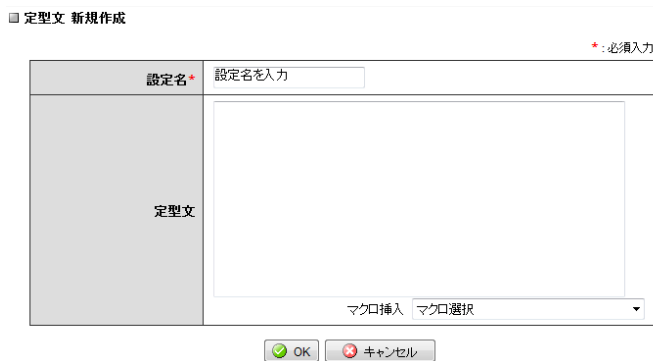 定型文 新規作成
*：必須入力
設定名* 設定名を入力
定型文
マクロ挿入 マクロ選択
OK キャンセル